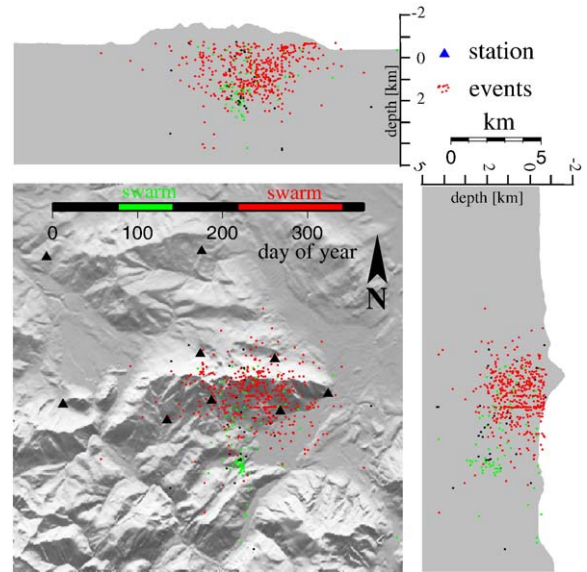 -2
0
2
-5
depth [km]
station
events
km
0 5
depth [km]
2 0 -2
swarm swarm
0 100 200 300
day of year
N